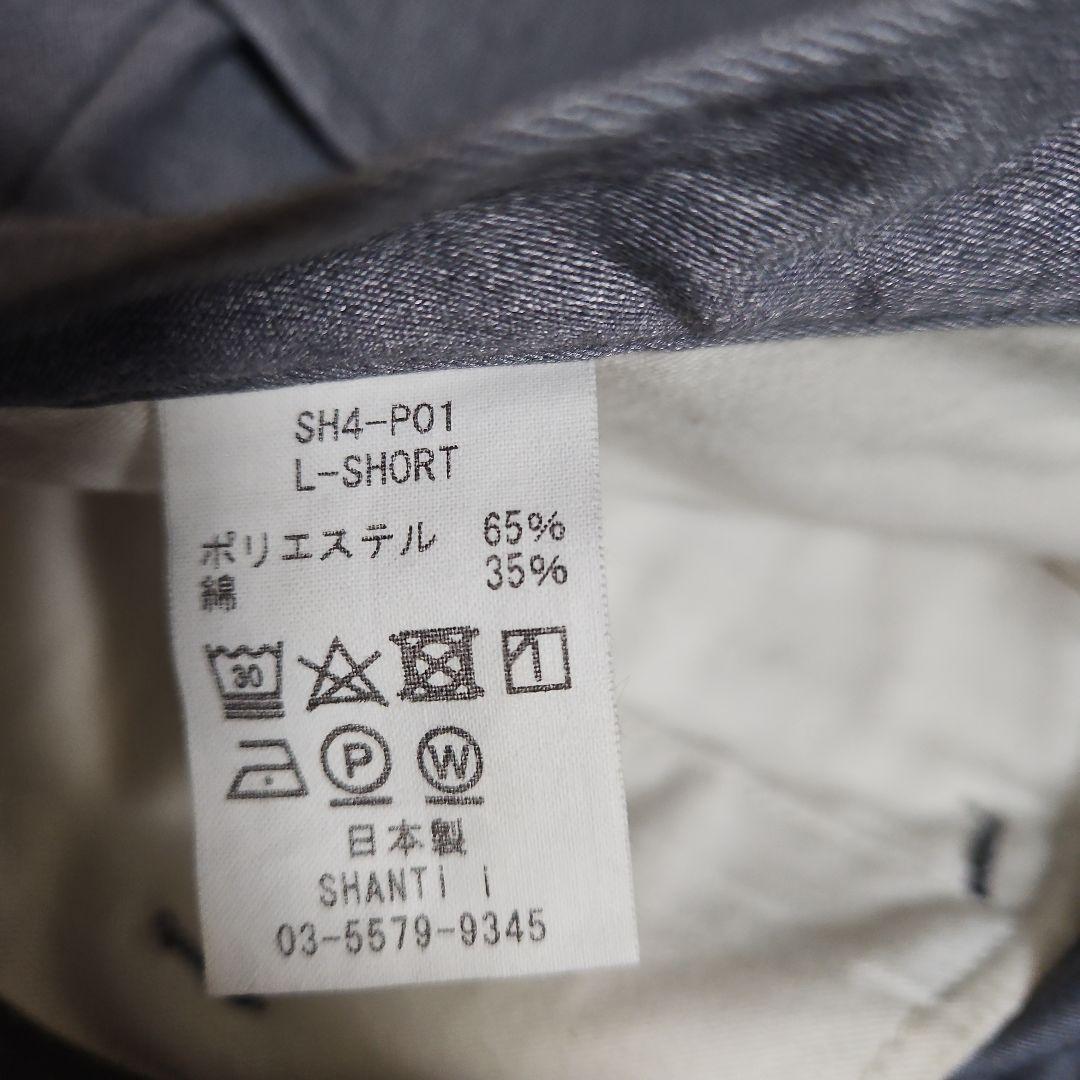 SH4-P01
L-SHORT
ポリエステル 65%
綿 35%
30
P W
日本製
SHANTi i
03-5579-9345